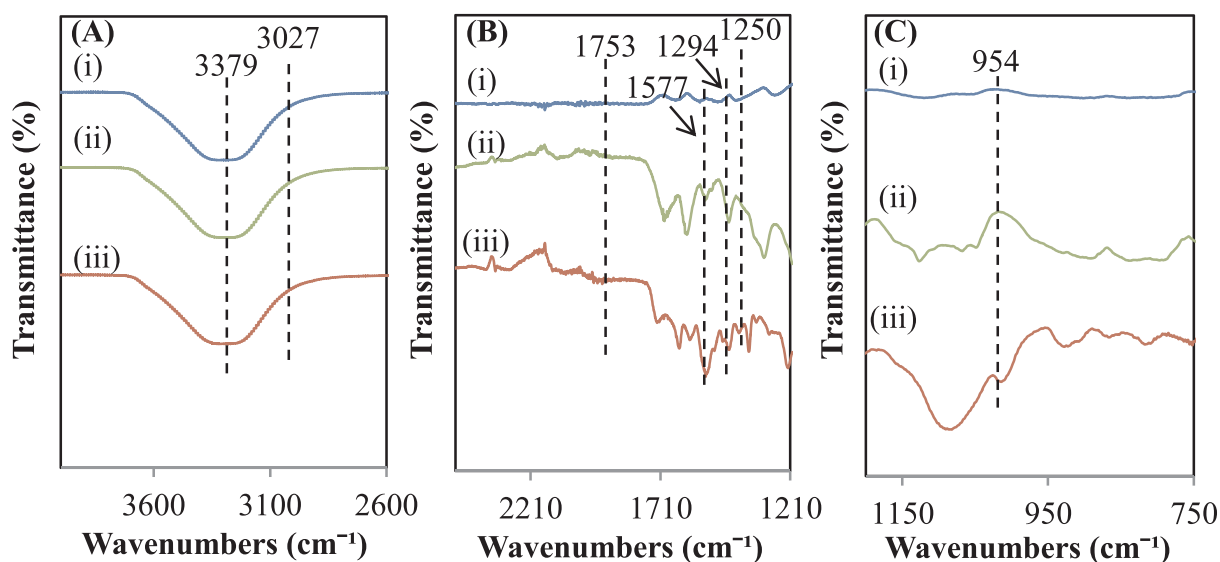 (A)
3379
3027
(i)
(ii)
(iii)
Transmittance (%)
3600
3100
2600
Wavenumbers (cm⁻¹)
(B)
1753
1294
1250
1577
(i)
(ii)
(iii)
Transmittance (%)
2210
1710
1210
Wavenumbers (cm⁻¹)
(C)
954
(i)
(ii)
(iii)
Transmittance (%)
1150
950
750
Wavenumbers (cm⁻¹)